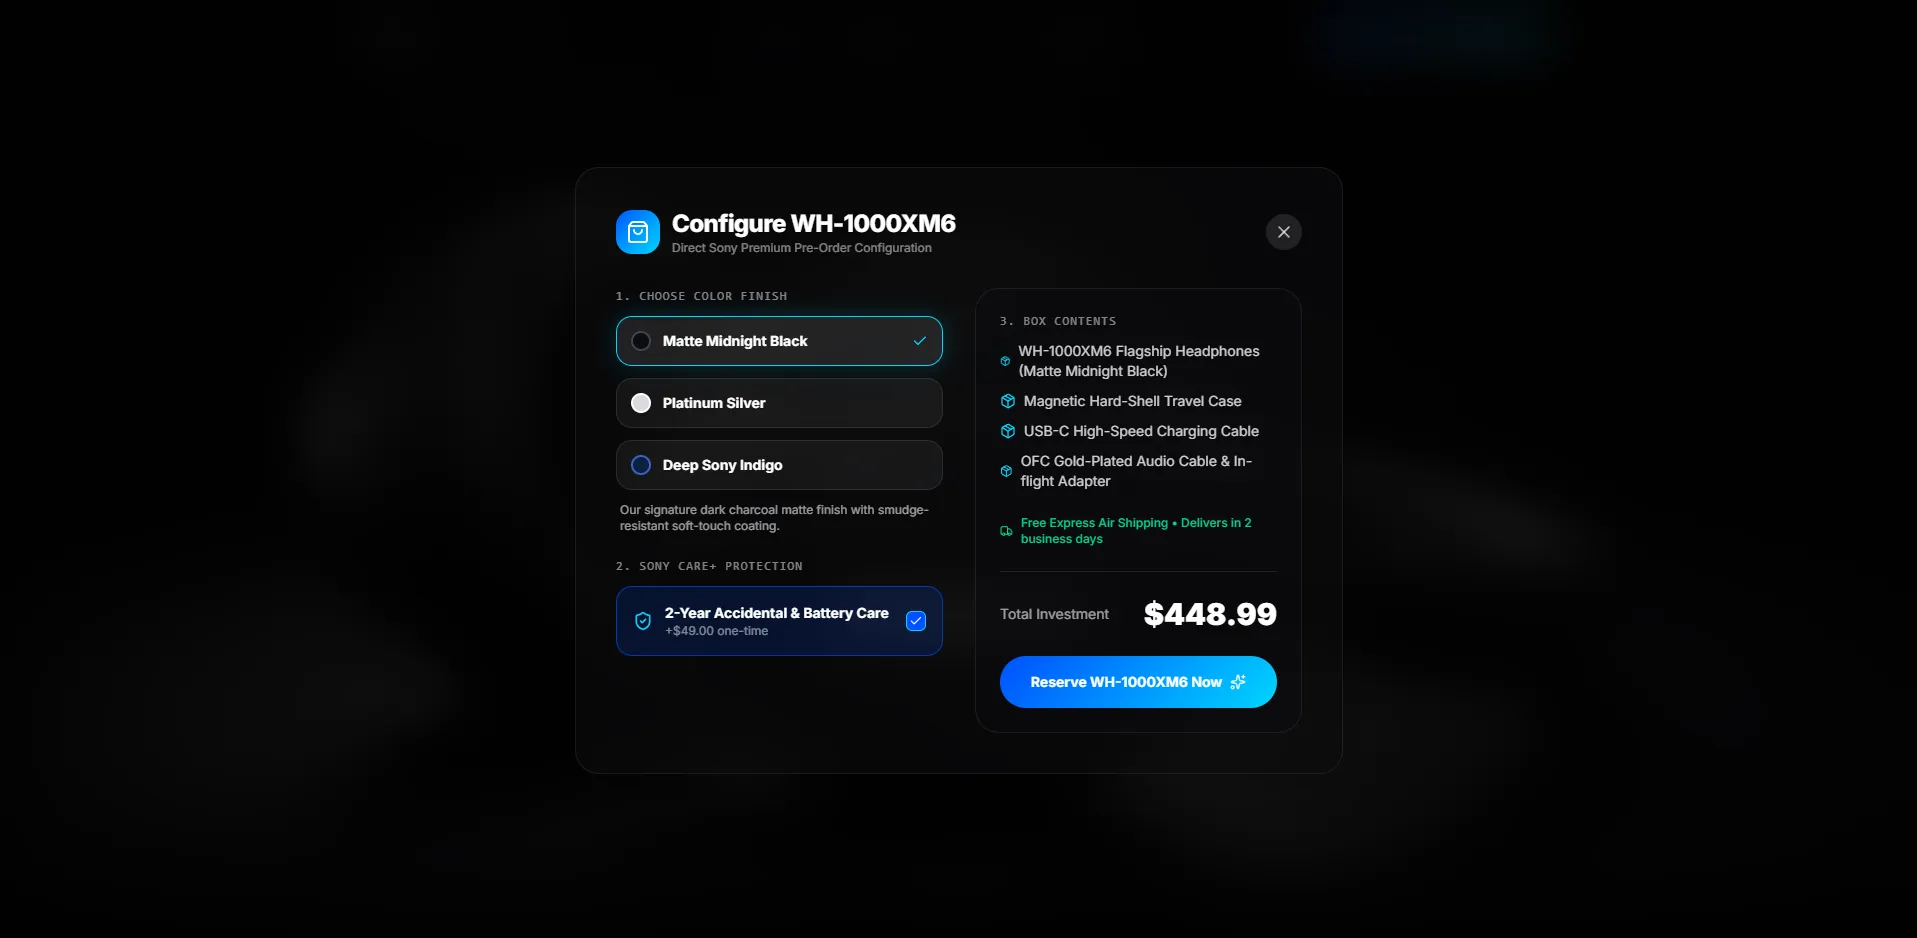 Configure WH-1000XM6
Direct Sony Premium Pre-Order Configuration
1. CHOOSE COLOR FINISH
Matte Midnight Black
Platinum Silver
Deep Sony Indigo
Our signature dark charcoal matte finish with smudge-
resistant soft-touch coating.
2. SONY CARE+ PROTECTION
2-Year Accidental & Battery Care
+$49.00 one-time
3. BOX CONTENTS
WH-1000XM6 Flagship Headphones
(Matte Midnight Black)
Magnetic Hard-Shell Travel Case
USB-C High-Speed Charging Cable
OFC Gold-Plated Audio Cable & In-
flight Adapter
Free Express Air Shipping • Delivers in 2
business days
Total Investment
$448.99
Reserve WH-1000XM6 Now